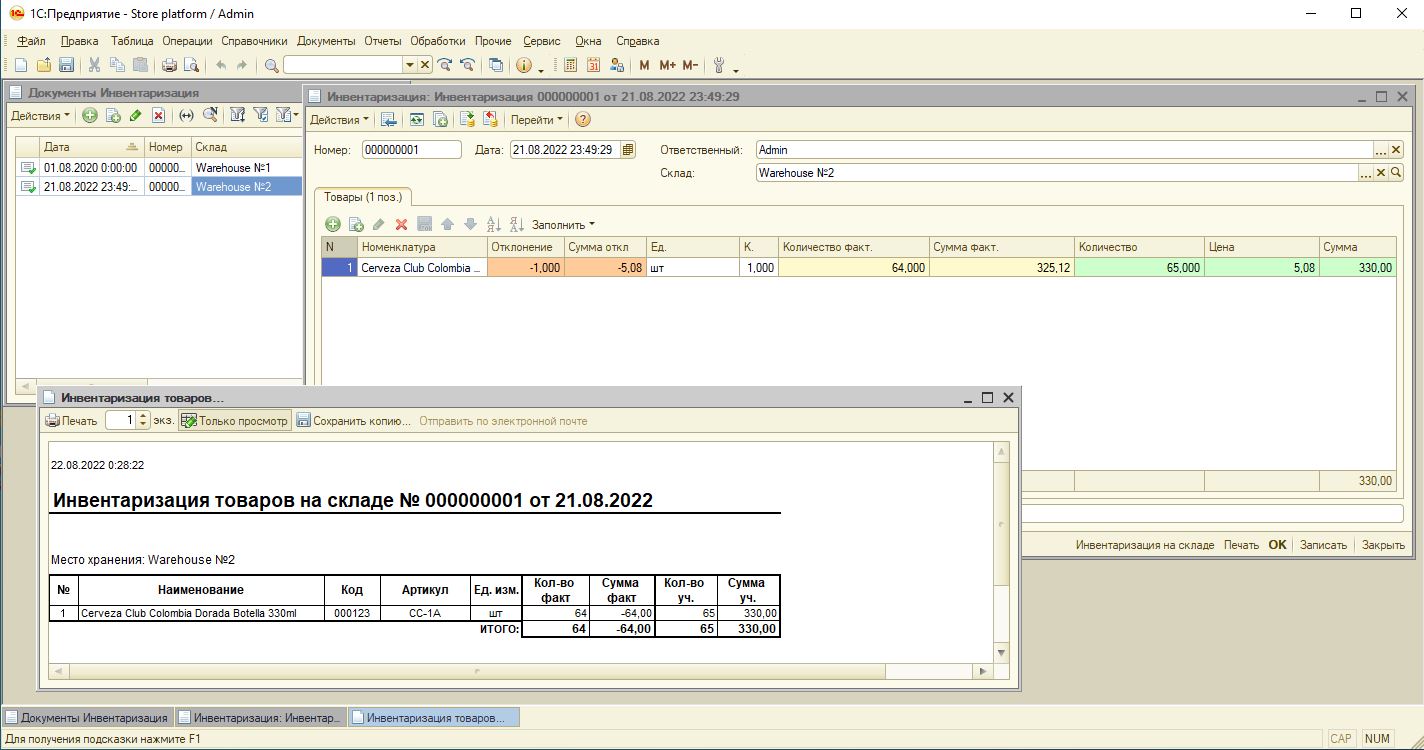 1С:Предприятие - Store platform / Admin
Файл Правка Таблица Операции Справочники Документы Отчеты Обработки Прочие Сервис Окна Справка
M M+ M-
Документы Инвентаризация
Действия
Дата Номер Склад
01.08.2020 0:00:00 00000... Warehouse №1
21.08.2022 23:49:... 00000... Warehouse №2
Инвентаризация: Инвентаризация 000000001 от 21.08.2022 23:49:29
Действия Перейти
Номер: 000000001 Дата: 21.08.2022 23:49:29 Ответственный: Admin
Склад: Warehouse №2
Товары (1 поз.)
Заполнить
N Номенклатура Отклонение Сумма откл Ед. К. Количество факт. Сумма факт. Количество Цена Сумма
1 Cerveza Club Colombia ... -1,000 -5,08 шт 1,000 64,000 325,12 65,000 5,08 330,00
330,00
Инвентаризация на складе Печать OK Записать Закрыть
Инвентаризация товаров...
Печать 1 экз. Только просмотр Сохранить копию... Отправить по электронной почте
22.08.2022 0:28:22
Инвентаризация товаров на складе № 000000001 от 21.08.2022
Место хранения: Warehouse №2
№ Наименование Код Артикул Ед. изм. Кол-во факт Сумма факт Кол-во уч. Сумма уч.
1 Cerveza Club Colombia Dorada Botella 330ml 000123 CC-1A шт 64 -64,00 65 330,00
ИТОГО: 64 -64,00 65 330,00
Документы Инвентаризация Инвентаризация: Инвентар... Инвентаризация товаров...
Для получения подсказки нажмите F1 CAP NUM